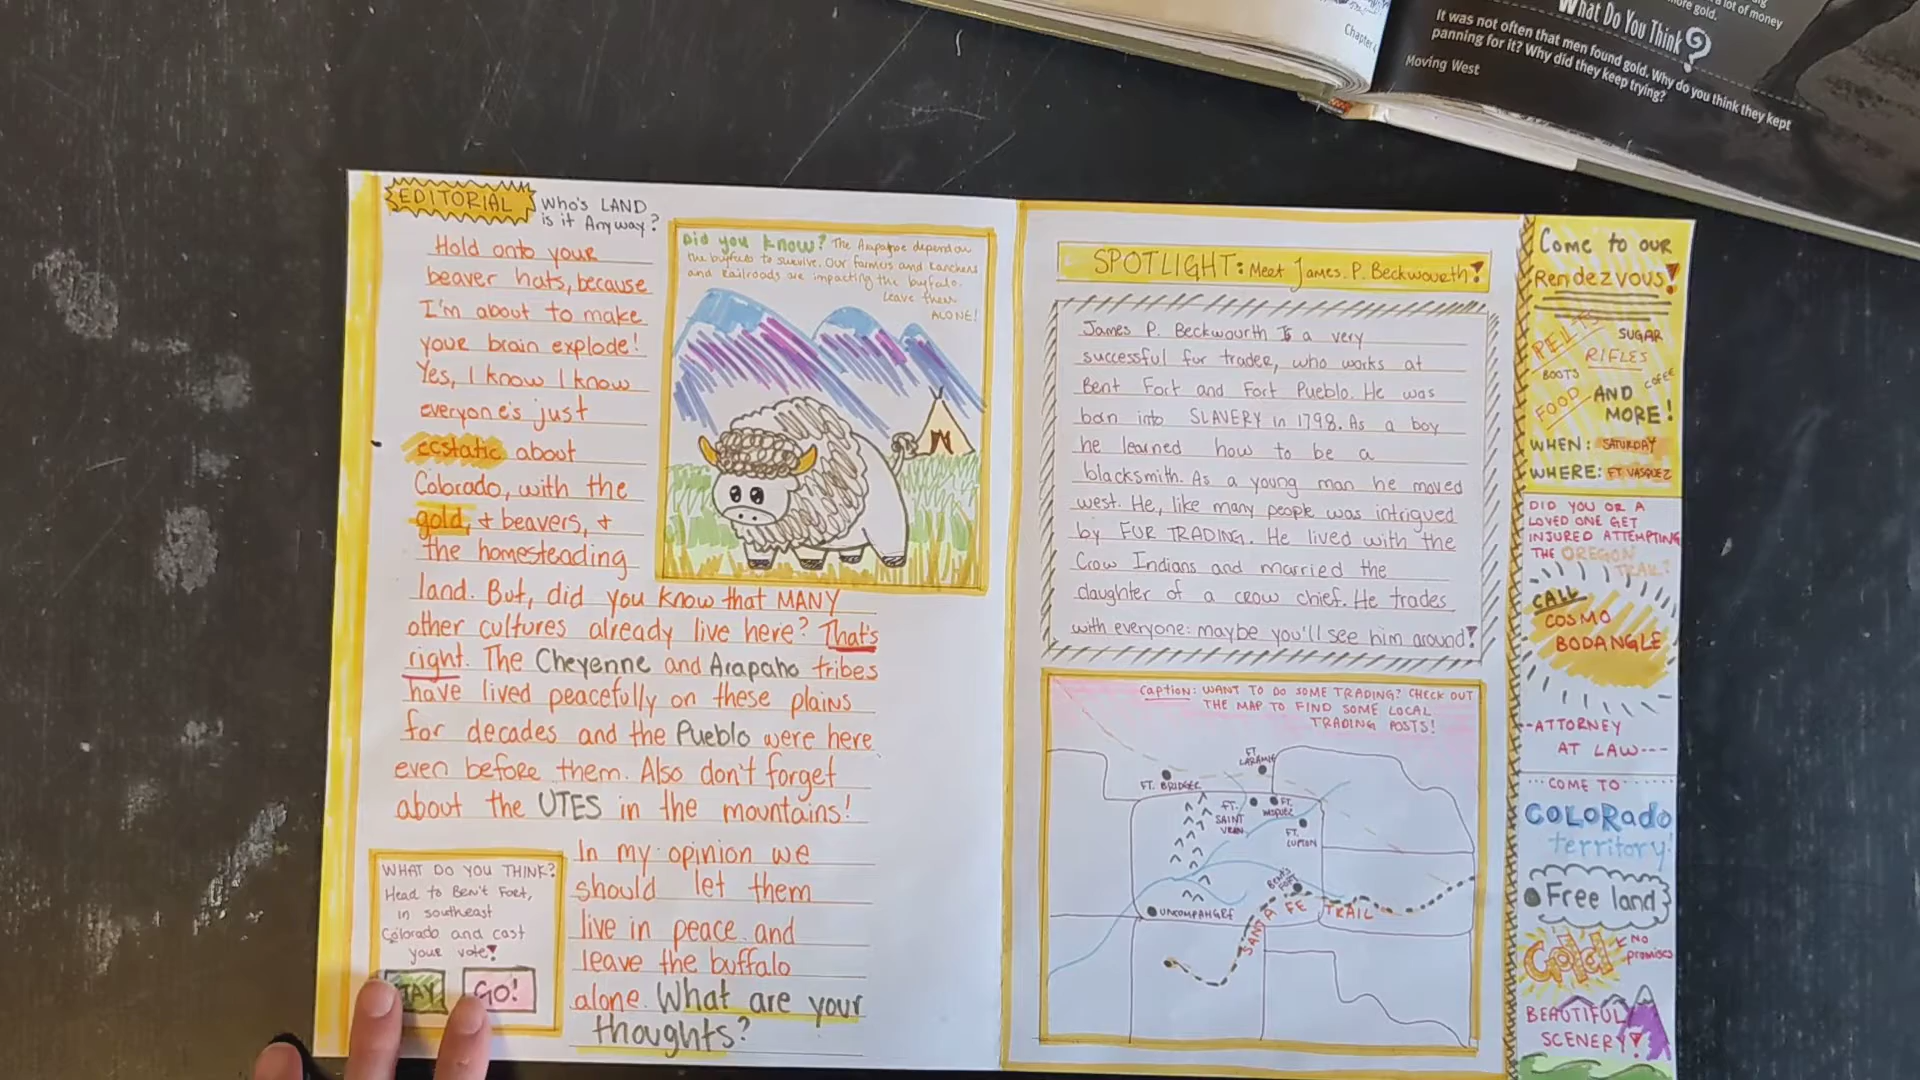 Chapter
lot of money
more gold.
What Do You Think?
It was not often that men found gold. Why do you think they kept
panning for it? Why did they keep trying?
Moving West
EDITORIAL
Who's LAND
is it Anyway?
Hold onto your
beaver hats, because
I'm about to make
your brain explode!
Yes, I know I know
everyone's just
ecstatic about
Colorado, with the
gold, & beavers, &
the homesteading
land. But, did you know that MANY
other cultures already live here? That's
right. The Cheyenne and Arapaho tribes
have lived peacefully on these plains
for decades and the Pueblo were here
even before them. Also don't forget
about the UTES in the mountains!
In my opinion we
should let them
live in peace and
leave the buffalo
alone. What are your
thoughts?
Did you know? The Arapahoe depend on
the buffalo to survive. Our farmers and Ranchers
and Railroads are impacting the buffalo.
Leave them
ALONE!
WHAT DO YOU THINK?
Head to Ben't Fort,
in southeast
Colorado and cast
your vote!
GO!
SPOTLIGHT: Meet James. P. Beckwourth!
James P. Beckwourth Is a very
successful fur trader, who works at
Bent Fort and Fort Pueblo. He was
born into SLAVERY in 1798. As a boy
he learned how to be a
blacksmith. As a young man he moved
west. He, like many people was intrigued
by FUR TRADING. He lived with the
Crow Indians and married the
daughter of a crow chief. He trades
with everyone: maybe you'll see him around!
Caption: WANT TO DO SOME TRADING? CHECK OUT
THE MAP TO FIND SOME LOCAL
TRADING POSTS!
FT. LARAMIE
FT. BRIDGER
FT. SAINT VRAIN
FT. VASQUEZ
FT. LUPTON
BENT'S FORT
UNCOMPAHGRE
SANTA FE TRAIL
Come to our
Rendezvous!
PELTS
SUGAR
RIFLES
BOOTS
COFFEE
FOOD
AND
MORE!
WHEN: SATURDAY
WHERE: FT VASQUEZ
DID YOU OR A
LOVED ONE GET
INJURED ATTEMPTING
THE OREGON
TRAIL?
CALL
COSMO
BODANGLE
--ATTORNEY
AT LAW---
COME TO
COLORADO
territory!
Free land
Gold
NO
promises
BEAUTIFUL
SCENERY!